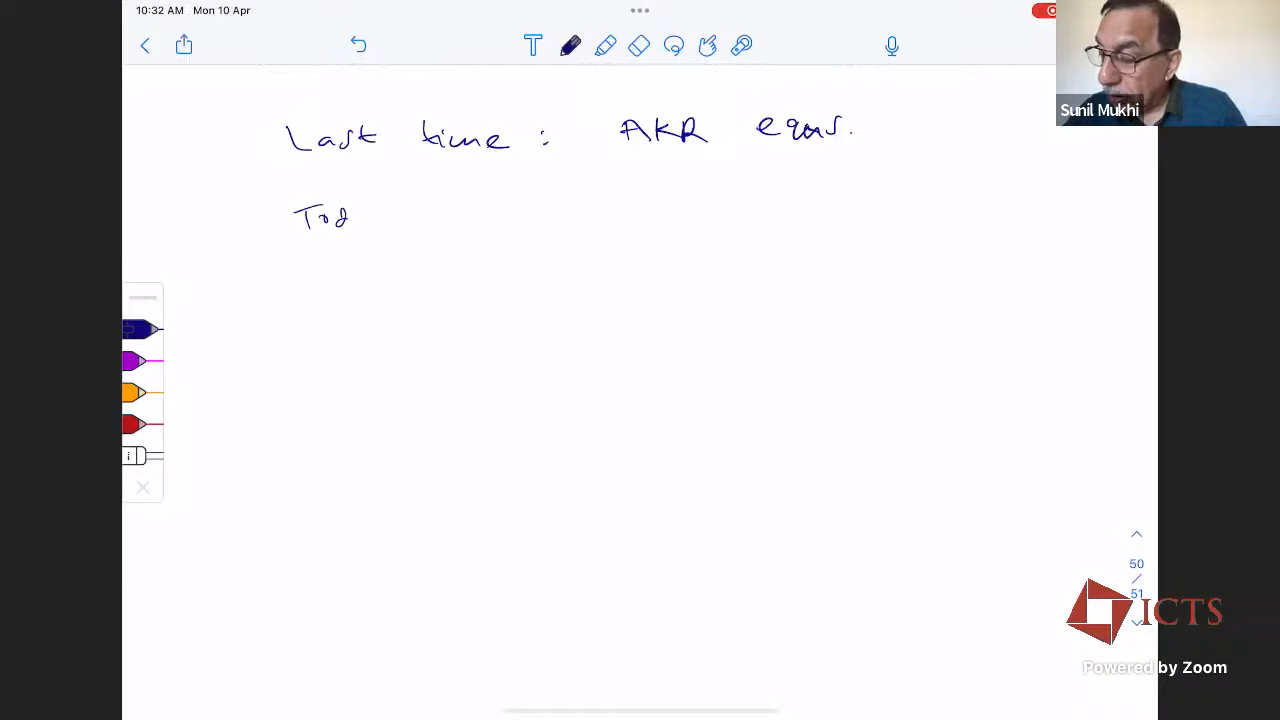 10:32 AM Mon 10 Apr
T
Sunil Mukhi
Last time : AKR eqns.
Tod
i
50
/
51
ICTS
Powered by Zoom